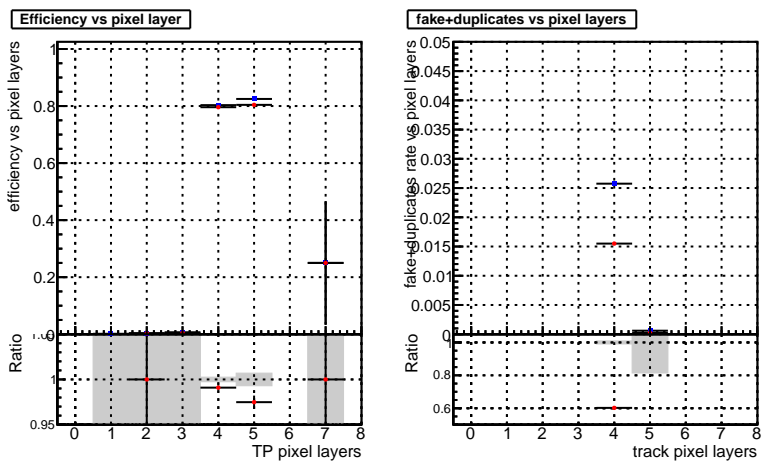 Efficiency vs pixel layer
efficiency vs pixel layers
1
0.8
0.6
0.4
0.2
Ratio
1
0.95
0 1 2 3 4 5 6 7 8
TP pixel layers
fake+duplicates vs pixel layers
fake+duplicates rate vs pixel layers
0.05
0.045
0.04
0.035
0.03
0.025
0.02
0.015
0.01
0.005
0
Ratio
1
0.8
0.6
0 1 2 3 4 5 6 7 8
track pixel layers